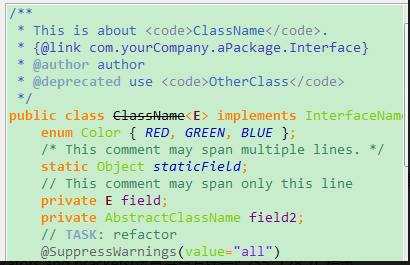 /**
 * This is about <code>ClassName</code>.
 * {@link com.yourCompany.aPackage.Interface}
 * @author author
 * @deprecated use <code>OtherClass</code>
 */
public class ClassName<E> implements InterfaceName
    enum Color { RED, GREEN, BLUE };
    /* This comment may span multiple lines. */
    static Object staticField;
    // This comment may span only this line
    private E field;
    private AbstractClassName field2;
    // TASK: refactor
    @SuppressWarnings(value="all")